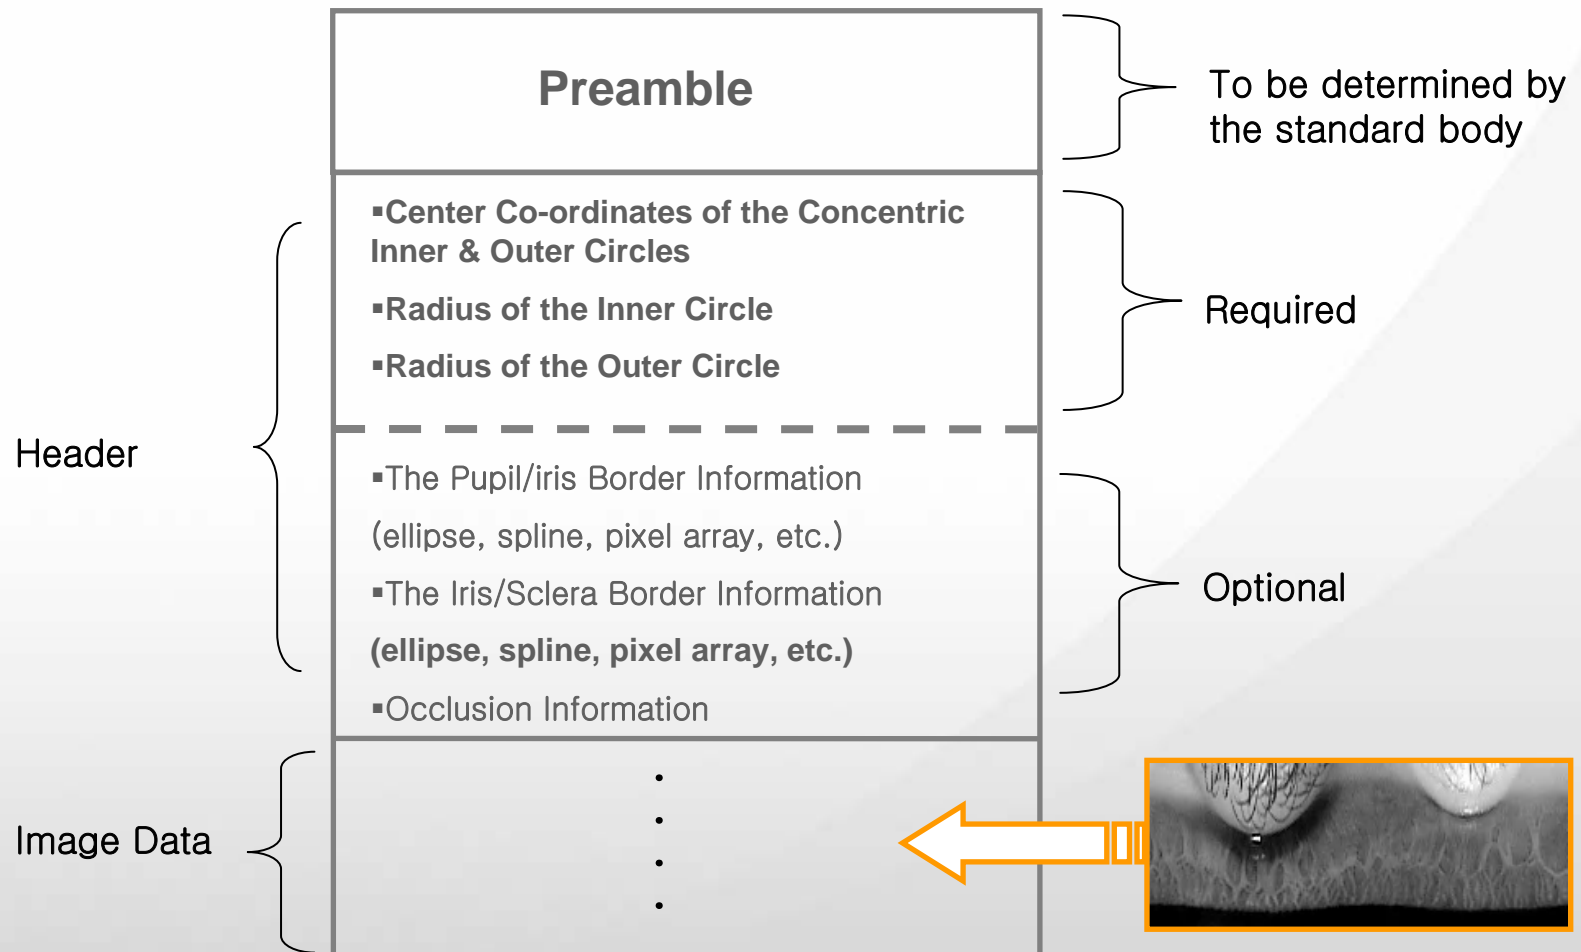 Preamble
To be determined by
the standard body
▪Center Co-ordinates of the Concentric
Inner & Outer Circles
▪Radius of the Inner Circle
▪Radius of the Outer Circle
Required
Header
▪The Pupil/iris Border Information
(ellipse, spline, pixel array, etc.)
▪The Iris/Sclera Border Information
(ellipse, spline, pixel array, etc.)
▪Occlusion Information
Optional
Image Data